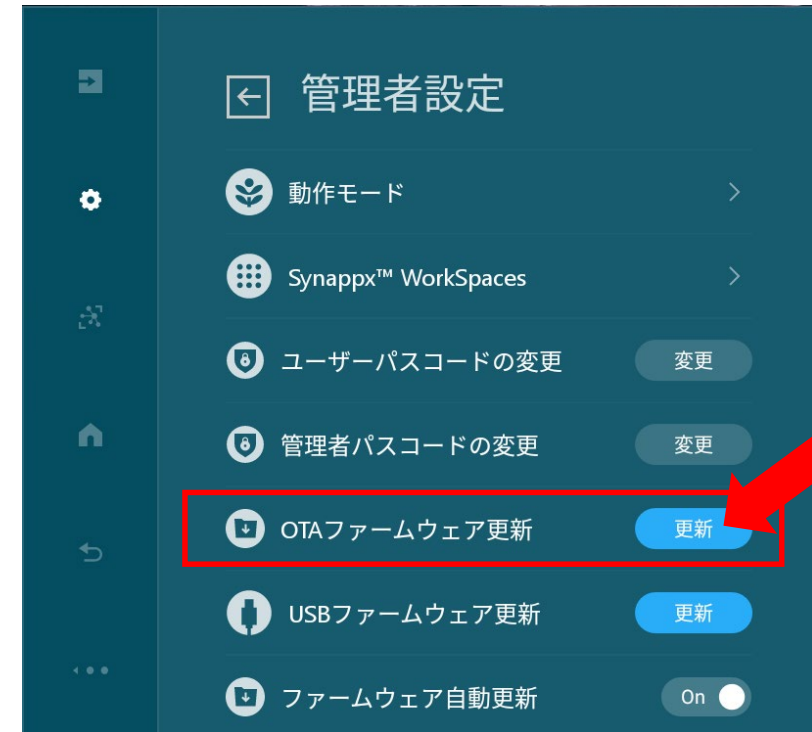 管理者設定
動作モード
Synappx™ WorkSpaces
ユーザーパスコードの変更 変更
管理者パスコードの変更 変更
OTAファームウェア更新 更新
USBファームウェア更新 更新
ファームウェア自動更新 On